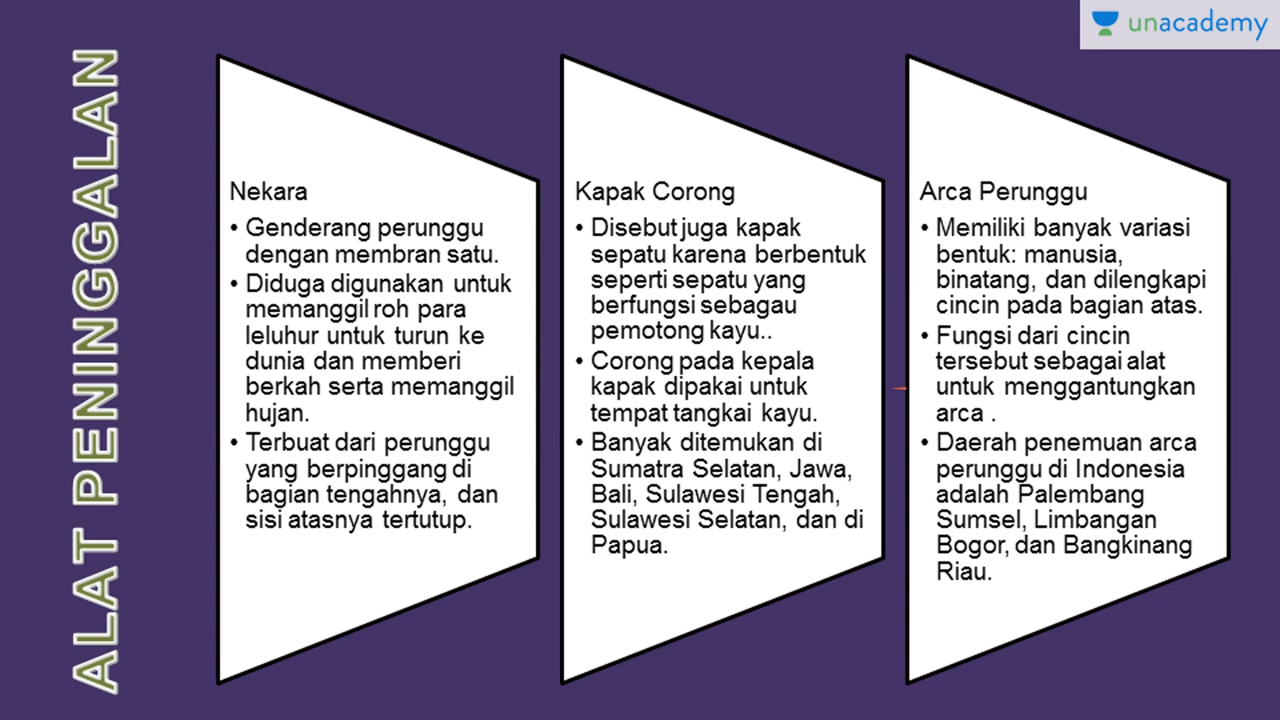 unacademy
ALAT PENINGGALAN
Nekara
• Genderang perunggu
dengan membran satu.
• Diduga digunakan untuk
memanggil roh para
leluhur untuk turun ke
dunia dan memberi
berkah serta memanggil
hujan.
• Terbuat dari perunggu
yang berpinggang di
bagian tengahnya, dan
sisi atasnya tertutup.
Kapak Corong
• Disebut juga kapak
sepatu karena berbentuk
seperti sepatu yang
berfungsi sebagau
pemotong kayu..
• Corong pada kepala
kapak dipakai untuk
tempat tangkai kayu.
• Banyak ditemukan di
Sumatra Selatan, Jawa,
Bali, Sulawesi Tengah,
Sulawesi Selatan, dan di
Papua.
Arca Perunggu
• Memiliki banyak variasi
bentuk: manusia,
binatang, dan dilengkapi
cincin pada bagian atas.
• Fungsi dari cincin
tersebut sebagai alat
untuk menggantungkan
arca .
• Daerah penemuan arca
perunggu di Indonesia
adalah Palembang
Sumsel, Limbangan
Bogor, dan Bangkinang
Riau.